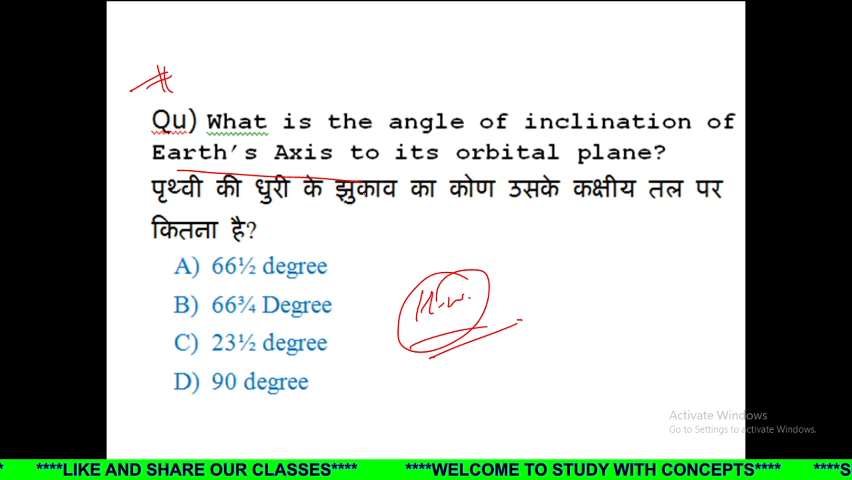 Qu) What is the angle of inclination of
Earth's Axis to its orbital plane?
पृथ्वी की धुरी के झुकाव का कोण उसके कक्षीय तल पर
कितना है?
A) 66½ degree
B) 66¾ Degree
C) 23½ degree
D) 90 degree
H.w.
Activate Windows
Go to Settings to activate Windows.
* ****LIKE AND SHARE OUR CLASSES**** ****WELCOME TO STUDY WITH CONCEPTS**** ****S